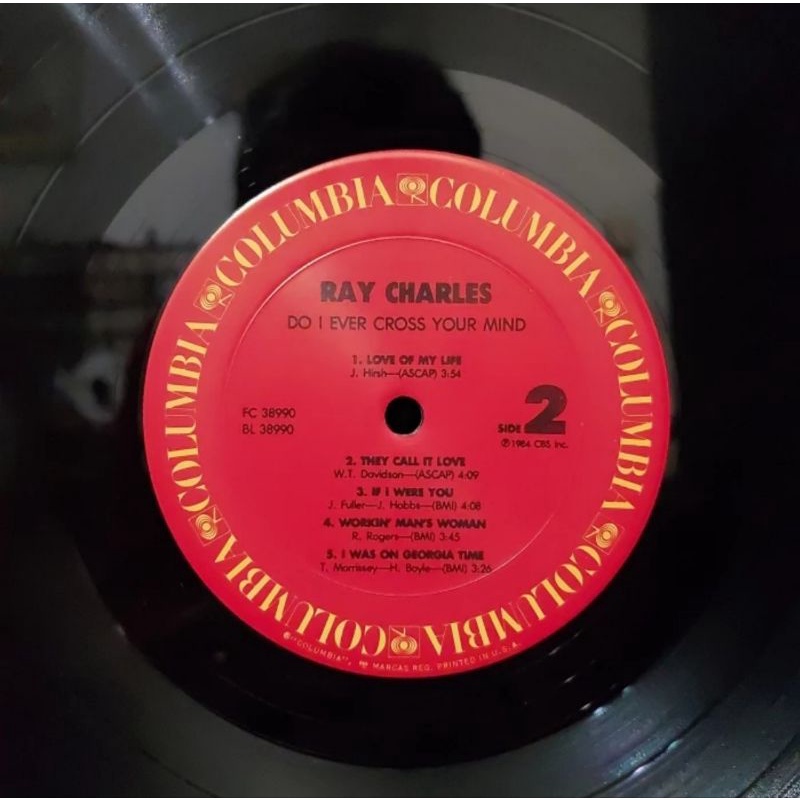 COLUMBIA COLUMBIA COLUMBIA COLUMBIA COLUMBIA COLUMBIA COLUMBIA COLUMBIA
RAY CHARLES
DO I EVER CROSS YOUR MIND
1. LOVE OF MY LIFE
J. Hirsh—(ASCAP) 3:54
FC 38990
BL 38990
SIDE 2
℗1984 CBS Inc.
2. THEY CALL IT LOVE
W.T. Davidson—(ASCAP) 4:09
3. IF I WERE YOU
J. Fuller—J. Hobbs—(BMI) 4:08
4. WORKIN' MAN'S WOMAN
R. Rogers—(BMI) 3:45
5. I WAS ON GEORGIA TIME
T. Morrissey—H. Boyle—(BMI) 3:26
"COLUMBIA", MARCAS REG. PRINTED IN U.S.A.